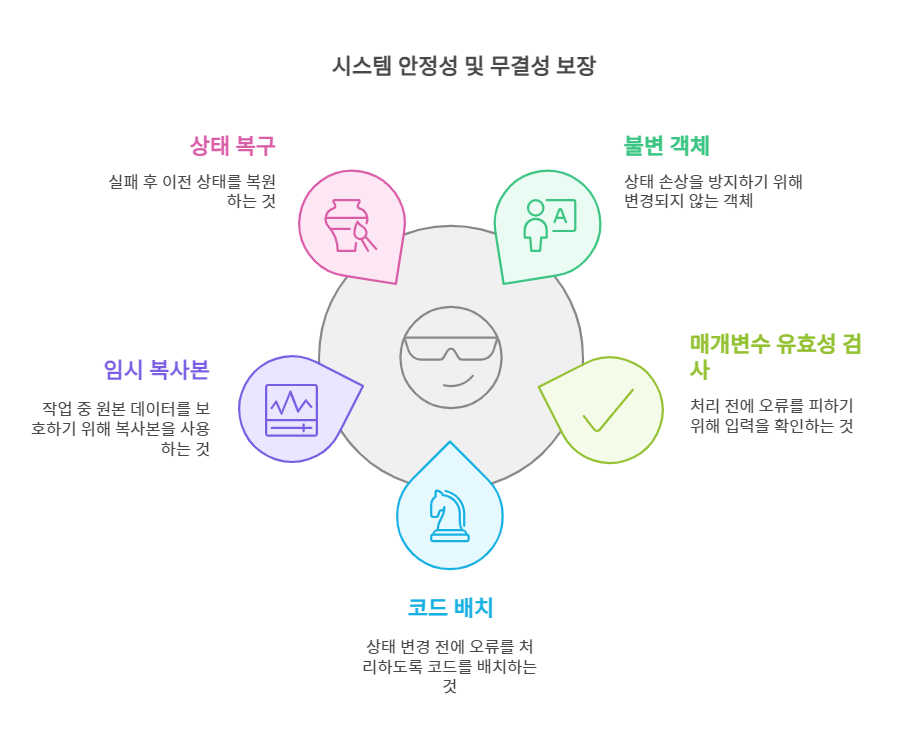 시스템 안정성 및 무결성 보장
상태 복구
실패 후 이전 상태를 복원
하는 것
불변 객체
상태 손상을 방지하기 위해
변경되지 않는 객체
A
임시 복사본
작업 중 원본 데이터를 보
호하기 위해 복사본을 사용
하는 것
매개변수 유효성 검
사
처리 전에 오류를 피하기
위해 입력을 확인하는 것
코드 배치
상태 변경 전에 오류를 처
리하도록 코드를 배치하는
것